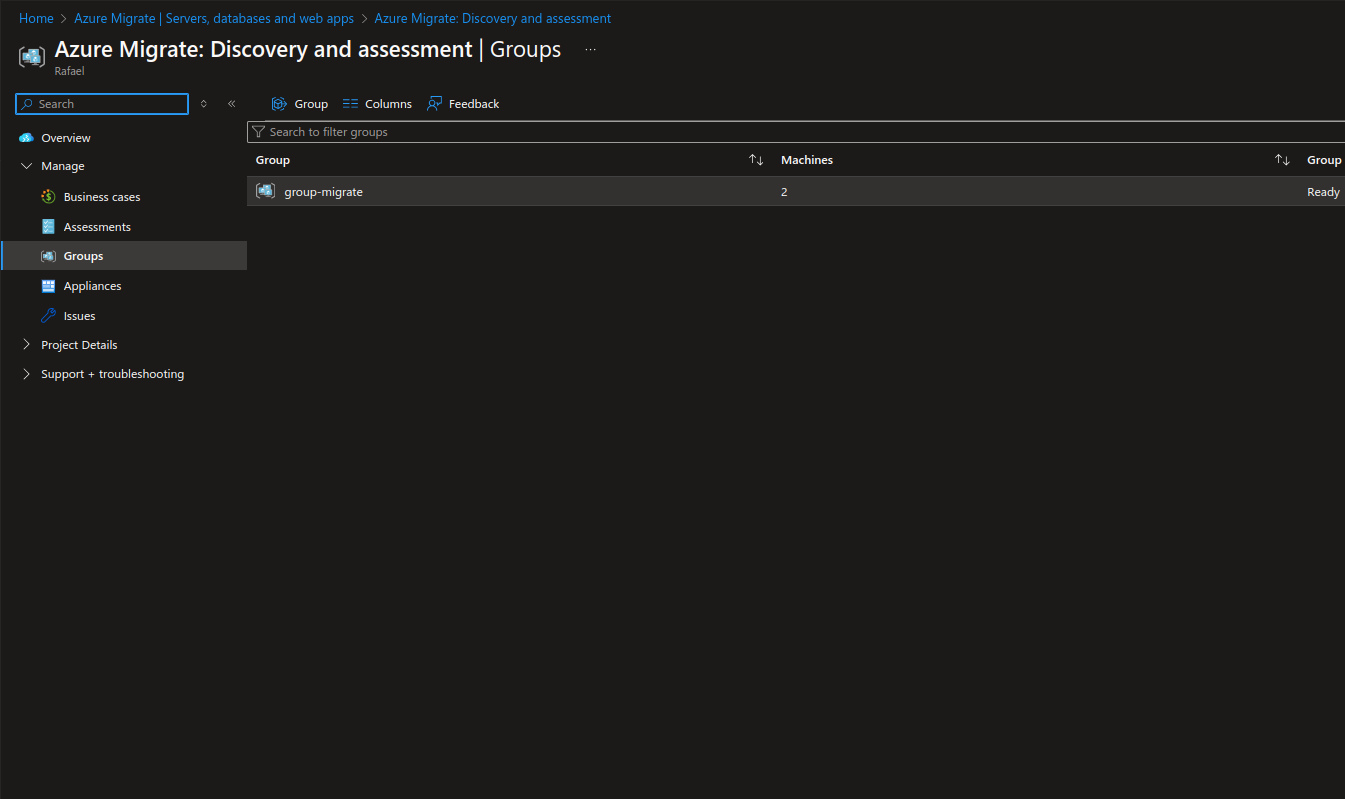 Home > Azure Migrate | Servers, databases and web apps > Azure Migrate: Discovery and assessment
Azure Migrate: Discovery and assessment | Groups ...
Rafael
Search
Group Columns Feedback
Search to filter groups
Overview
Manage
Business cases
Assessments
Groups
Appliances
Issues
Project Details
Support + troubleshooting
Group Machines Group
group-migrate 2 Ready